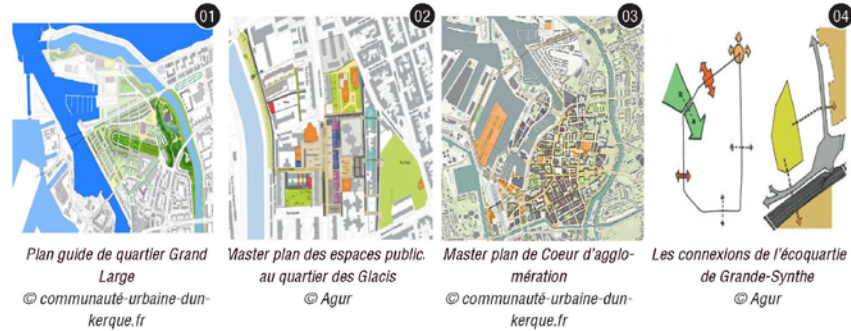 01
02
03
04
Plan guide de quartier Grand
Large
© communauté-urbaine-dun-
kerque.fr
Master plan des espaces public.
au quartier des Glacis
© Agur
Master plan de Coeur d'agglo-
mération
© communauté-urbaine-dun-
kerque.fr
Les connexions de l'écoquartie
de Grande-Synthe
© Agur